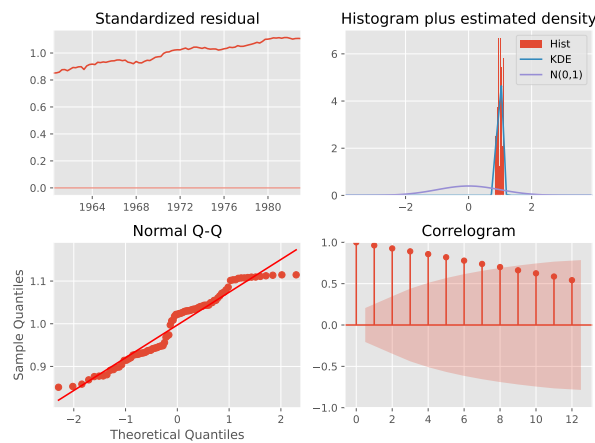 Standardized residual
1.0
0.8
0.6
0.4
0.2
0.0
1964 1968 1972 1976 1980
Histogram plus estimated density
Hist
KDE
N(0,1)
6
4
2
0
−2 0 2
Normal Q-Q
Sample Quantiles
1.1
1.0
0.9
−2 −1 0 1 2
Theoretical Quantiles
Correlogram
1.0
0.5
0.0
−0.5
−1.0
0 2 4 6 8 10 12